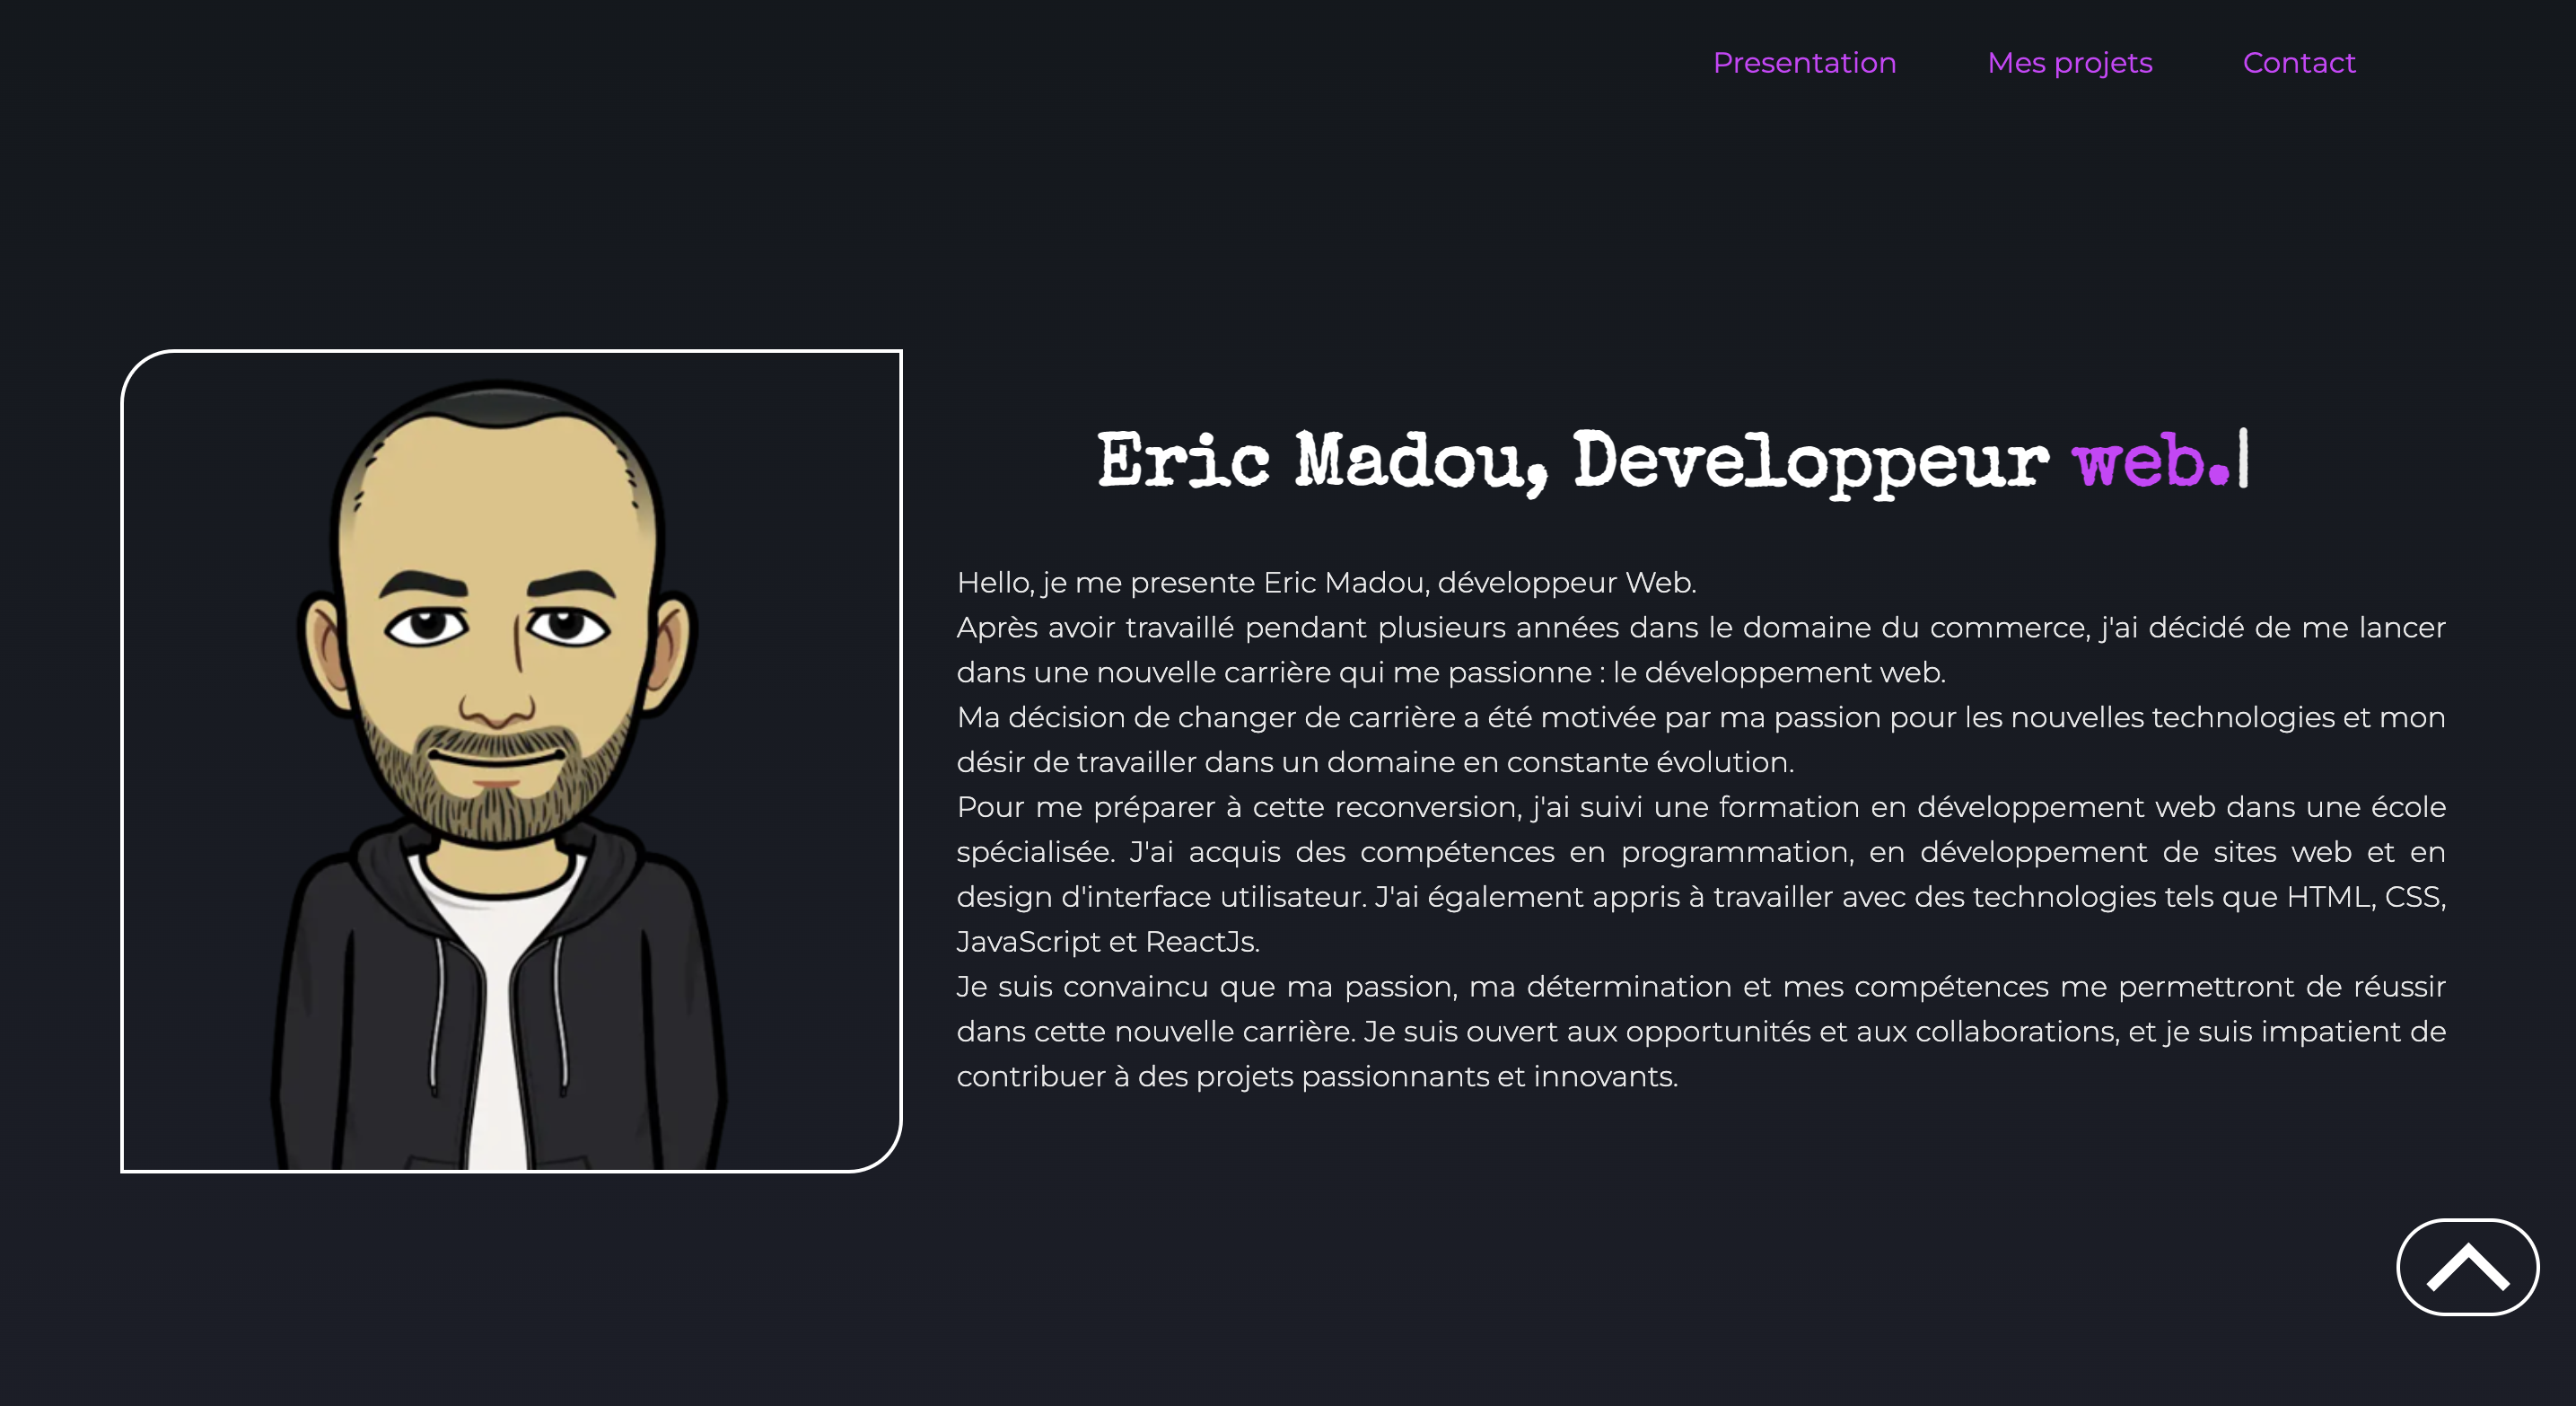 Presentation Mes projets Contact
Eric Madou, Developpeur web.|
Hello, je me presente Eric Madou, développeur Web.
Après avoir travaillé pendant plusieurs années dans le domaine du commerce, j'ai décidé de me lancer
dans une nouvelle carrière qui me passionne : le développement web.
Ma décision de changer de carrière a été motivée par ma passion pour les nouvelles technologies et mon
désir de travailler dans un domaine en constante évolution.
Pour me préparer à cette reconversion, j'ai suivi une formation en développement web dans une école
spécialisée. J'ai acquis des compétences en programmation, en développement de sites web et en
design d'interface utilisateur. J'ai également appris à travailler avec des technologies tels que HTML, CSS,
JavaScript et ReactJs.
Je suis convaincu que ma passion, ma détermination et mes compétences me permettront de réussir
dans cette nouvelle carrière. Je suis ouvert aux opportunités et aux collaborations, et je suis impatient de
contribuer à des projets passionnants et innovants.